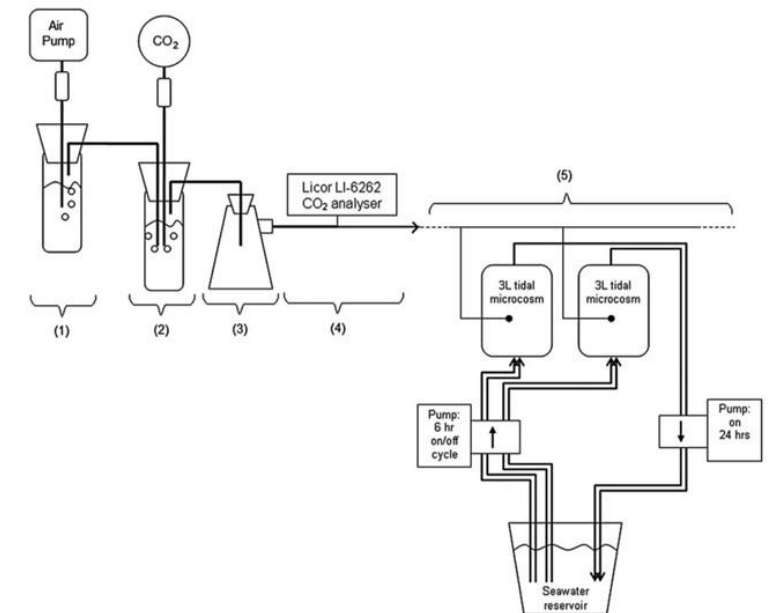 Air
Pump
CO₂
Licor LI-6262
CO₂ analyser
(1)
(2)
(3)
(4)
(5)
3L tidal
microcosm
3L tidal
microcosm
Pump:
6 hr
on/off
cycle
Pump:
on
24 hrs
Seawater
reservoir